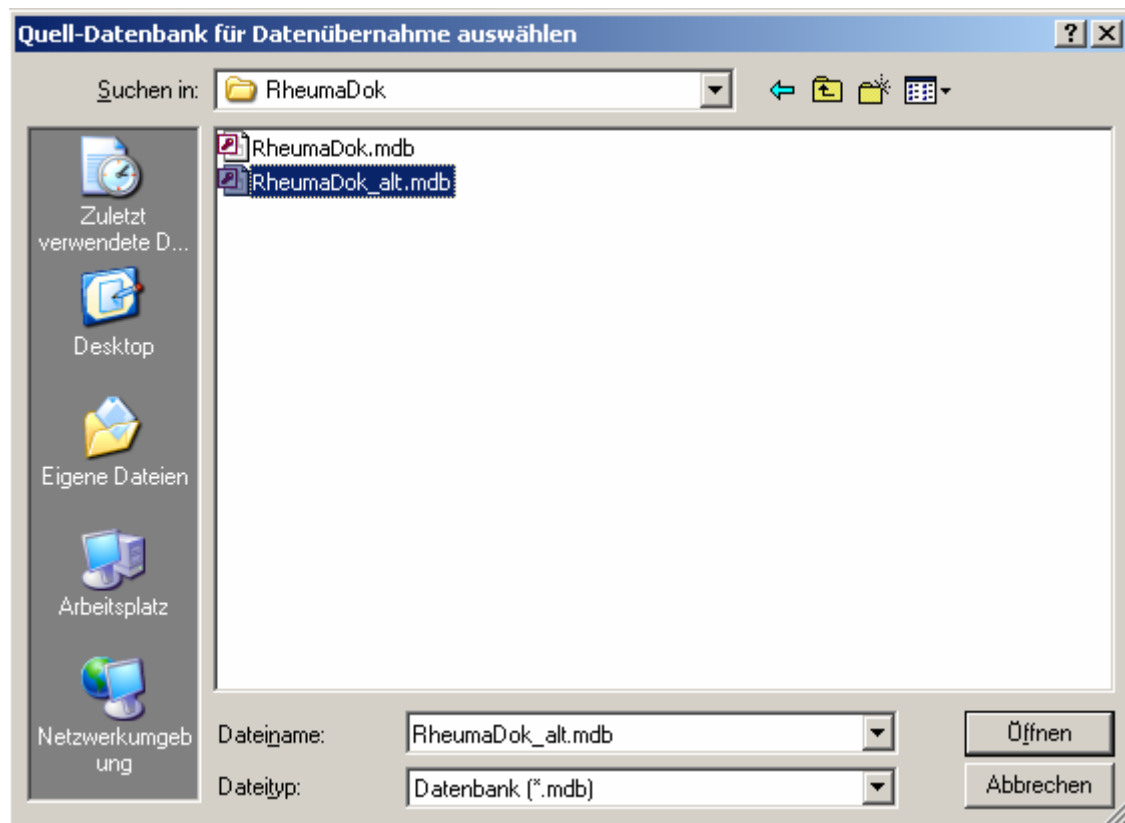 Quell-Datenbank für Datenübernahme auswählen
Suchen in:
RheumaDok
RheumaDok.mdb
RheumaDok_alt.mdb
Zuletzt
verwendete D...
Desktop
Eigene Dateien
Arbeitsplatz
Netzwerkumgeb
ung
Dateiname:
RheumaDok_alt.mdb
Öffnen
Dateityp:
Datenbank (*.mdb)
Abbrechen